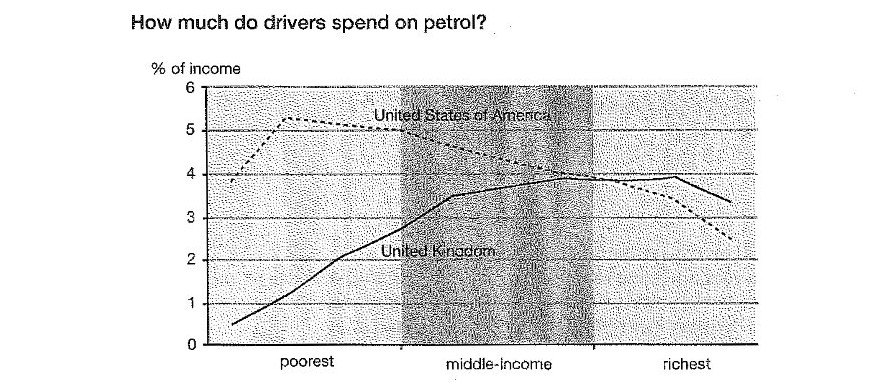 How much do drivers spend on petrol?
% of income
6
United States of America
5
4
3
United Kingdom
2
1
0
poorest middle-income richest